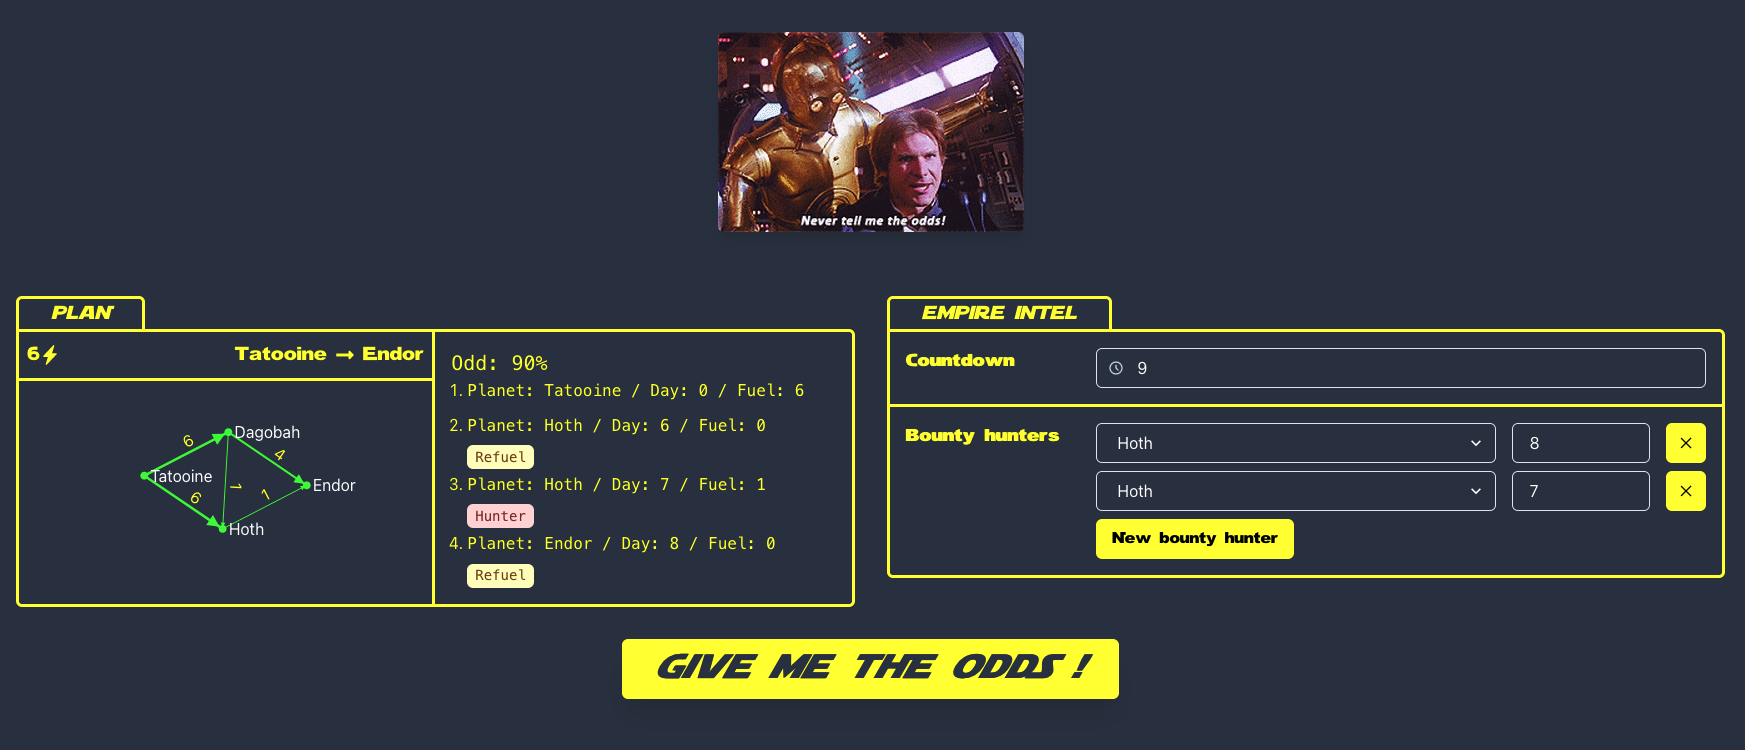 Never tell me the odds!
PLAN
6
Tatooine → Endor
6
Dagobah
4
Tatooine
6
1
1
Endor
Hoth
Odd: 90%
1. Planet: Tatooine / Day: 0 / Fuel: 6
2. Planet: Hoth / Day: 6 / Fuel: 0
Refuel
3. Planet: Hoth / Day: 7 / Fuel: 1
Hunter
4. Planet: Endor / Day: 8 / Fuel: 0
Refuel
EMPIRE INTEL
Countdown
9
Bounty hunters
Hoth
8
Hoth
7
New bounty hunter
GIVE ME THE ODDS !